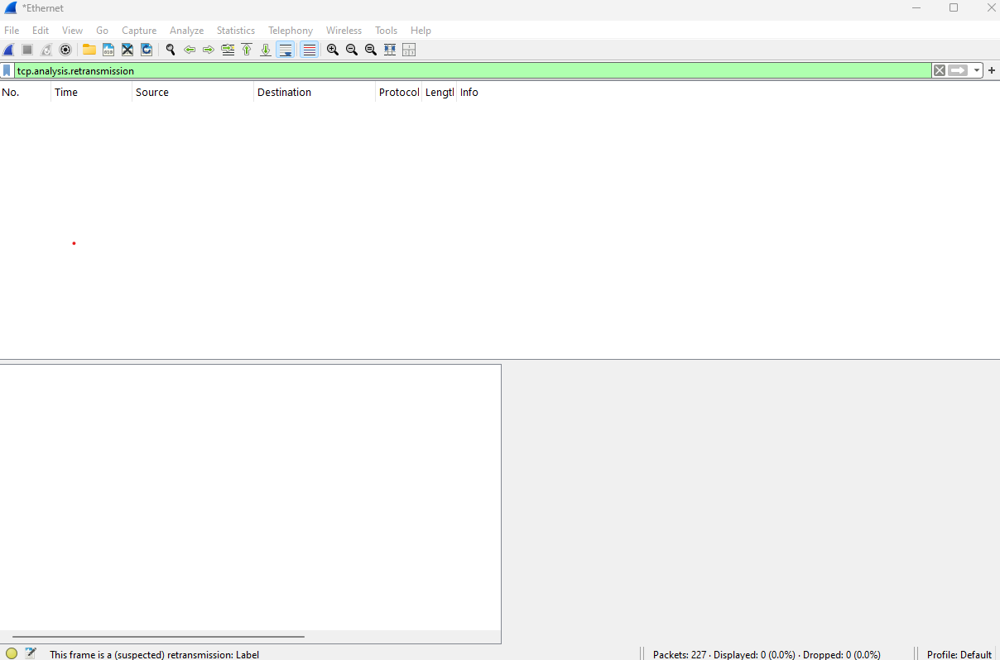 *Ethernet
File Edit View Go Capture Analyze Statistics Telephony Wireless Tools Help
tcp.analysis.retransmission
No. Time Source Destination Protocol Lengtl Info
This frame is a (suspected) retransmission: Label Packets: 227 · Displayed: 0 (0.0%) · Dropped: 0 (0.0%) Profile: Default